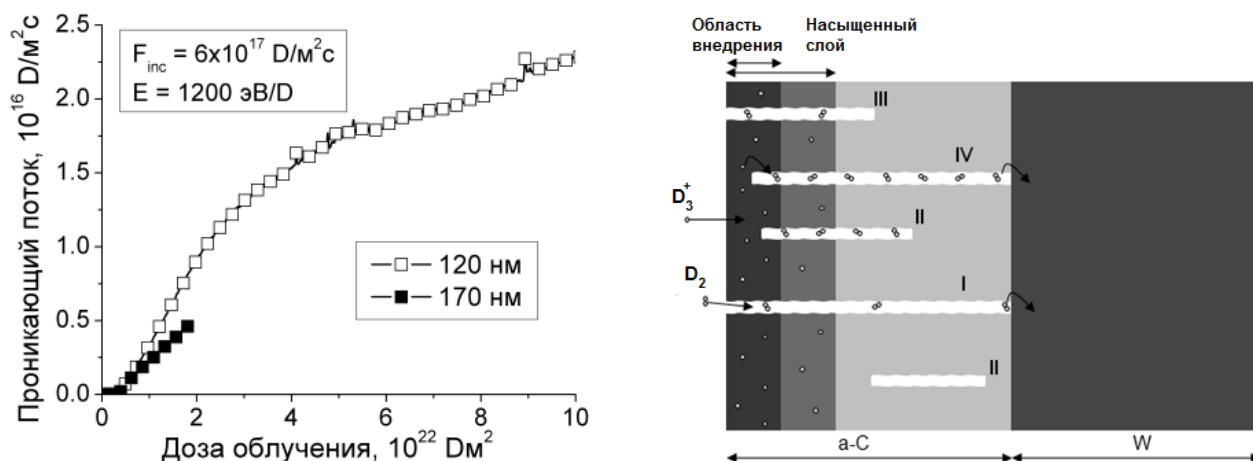 2.5
2.0
1.5
1.0
0.5
0.0
Проникающий поток, 10¹⁶ D/м²с
F_inc = 6x10¹⁷ D/м²с
E = 1200 эВ/D
120 нм
170 нм
0 2 4 6 8 10
Доза облучения, 10²² Dм²
Область
внедрения
Насыщенный
слой
III
IV
D₃⁺
II
D₂
I
II
a-C
W